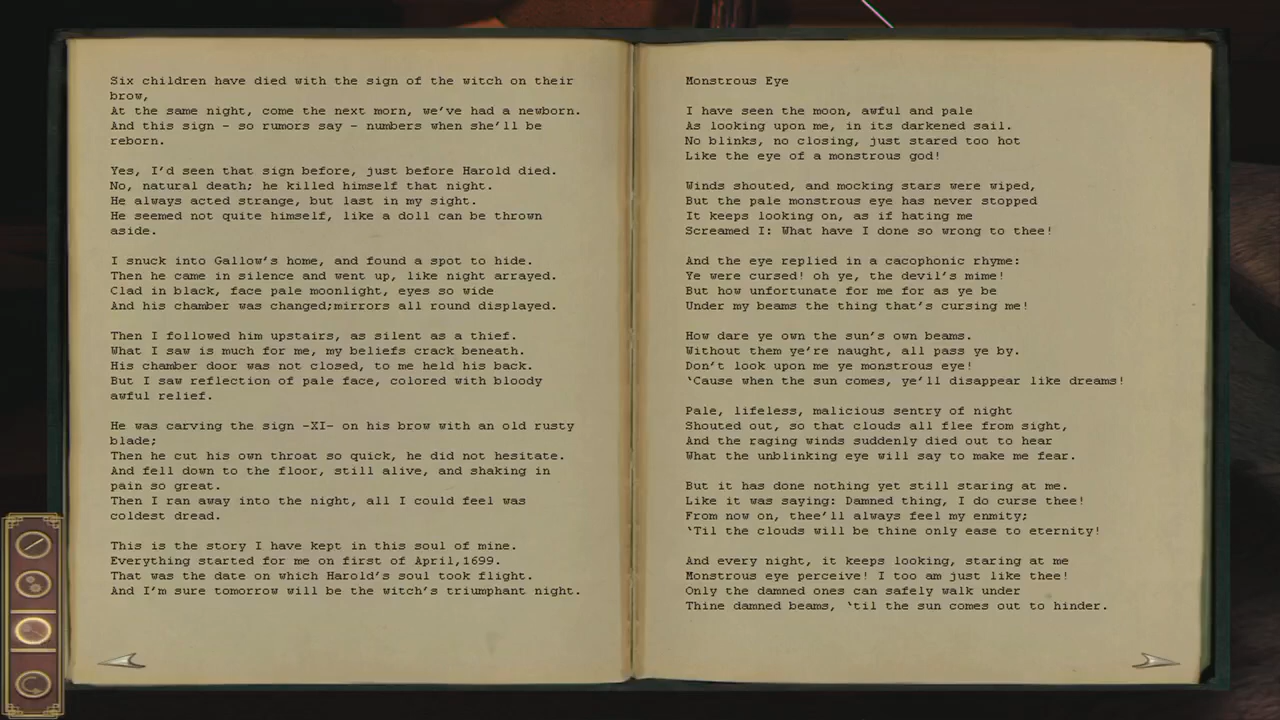 Six children have died with the sign of the witch on their
brow,
At the same night, come the next morn, we've had a newborn.
And this sign – so rumors say – numbers when she'll be
reborn.
Yes, I'd seen that sign before, just before Harold died.
No, natural death; he killed himself that night.
He always acted strange, but last in my sight.
He seemed not quite himself, like a doll can be thrown
aside.
I snuck into Gallow's home, and found a spot to hide.
Then he came in silence and went up, like night arrayed.
Clad in black, face pale moonlight, eyes so wide
And his chamber was changed;mirrors all round displayed.
Then I followed him upstairs, as silent as a thief.
What I saw is much for me, my beliefs crack beneath.
His chamber door was not closed, to me held his back.
But I saw reflection of pale face, colored with bloody
awful relief.
He was carving the sign -XI- on his brow with an old rusty
blade;
Then he cut his own throat so quick, he did not hesitate.
And fell down to the floor, still alive, and shaking in
pain so great.
Then I ran away into the night, all I could feel was
coldest dread.
This is the story I have kept in this soul of mine.
Everything started for me on first of April,1699.
That was the date on which Harold's soul took flight.
And I'm sure tomorrow will be the witch's triumphant night.
Monstrous Eye
I have seen the moon, awful and pale
As looking upon me, in its darkened sail.
No blinks, no closing, just stared too hot
Like the eye of a monstrous god!
Winds shouted, and mocking stars were wiped,
But the pale monstrous eye has never stopped
It keeps looking on, as if hating me
Screamed I: What have I done so wrong to thee!
And the eye replied in a cacophonic rhyme:
Ye were cursed! oh ye, the devil's mime!
But how unfortunate for me for as ye be
Under my beams the thing that's cursing me!
How dare ye own the sun's own beams.
Without them ye're naught, all pass ye by.
Don't look upon me ye monstrous eye!
'Cause when the sun comes, ye'll disappear like dreams!
Pale, lifeless, malicious sentry of night
Shouted out, so that clouds all flee from sight,
And the raging winds suddenly died out to hear
What the unblinking eye will say to make me fear.
But it has done nothing yet still staring at me.
Like it was saying: Damned thing, I do curse thee!
From now on, thee'll always feel my enmity;
'Til the clouds will be thine only ease to eternity!
And every night, it keeps looking, staring at me
Monstrous eye perceive! I too am just like thee!
Only the damned ones can safely walk under
Thine damned beams, 'til the sun comes out to hinder.